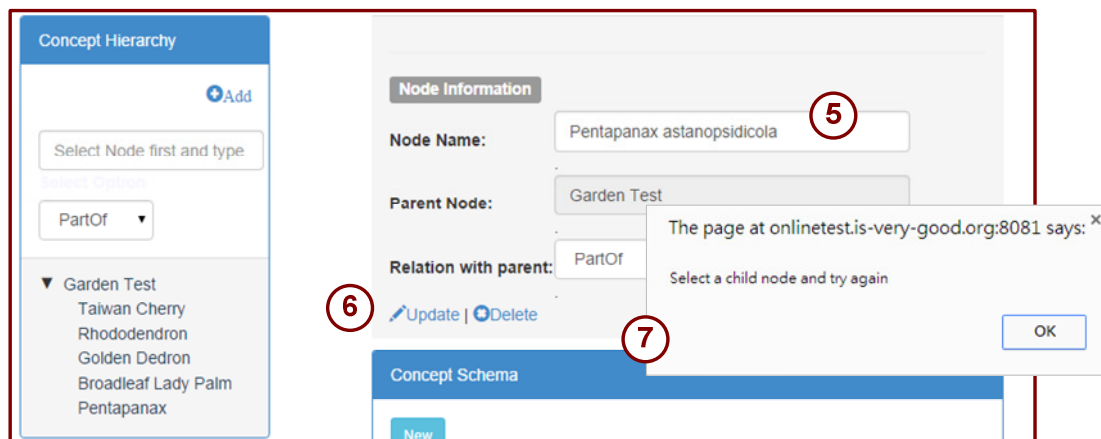 Concept Hierarchy
Add
Select Node first and type
Select Option
PartOf
Garden Test
Taiwan Cherry
Rhododendron
Golden Dedron
Broadleaf Lady Palm
Pentapanax
Node Information
5
Node Name:
Pentapanax astanopsidicola
.
Parent Node:
Garden Test
.
Relation with parent:
PartOf
.
6
Update | Delete
7
The page at onlinetest.is-very-good.org:8081 says:
×
Select a child node and try again
OK
Concept Schema
New